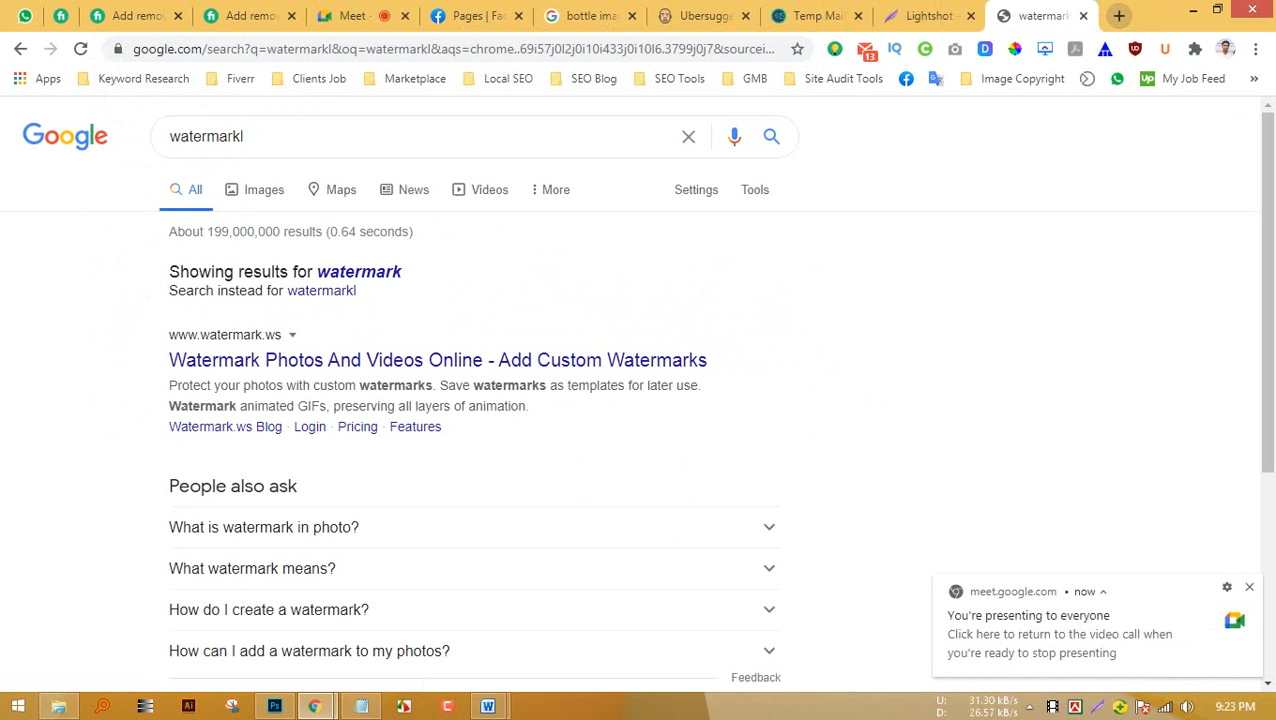 Add remo
Add remo
Meet -
Pages | Fac
bottle ima
Ubersugge
Temp Mai
Lightshot –
watermar
google.com/search?q=watermarkl&oq=watermarkl&aqs=chrome..69i57j0l2j0i10i433j0i10l6.3799j0j7&sourcei...
13
Apps
Keyword Research
Fiverr
Clients Job
Marketplace
Local SEO
SEO Blog
SEO Tools
GMB
Site Audit Tools
Image Copyright
My Job Feed
Google
watermarkl
All
Images
Maps
News
Videos
More
Settings
Tools
About 199,000,000 results (0.64 seconds)
Showing results for watermark
Search instead for watermarkl
www.watermark.ws
Watermark Photos And Videos Online - Add Custom Watermarks
Protect your photos with custom watermarks. Save watermarks as templates for later use.
Watermark animated GIFs, preserving all layers of animation.
Watermark.ws Blog · Login · Pricing · Features
People also ask
What is watermark in photo?
What watermark means?
How do I create a watermark?
How can I add a watermark to my photos?
Feedback
meet.google.com • now
You're presenting to everyone
Click here to return to the video call when
you're ready to stop presenting
U: 31.30 kB/s
D: 26.57 kB/s
9:23 PM